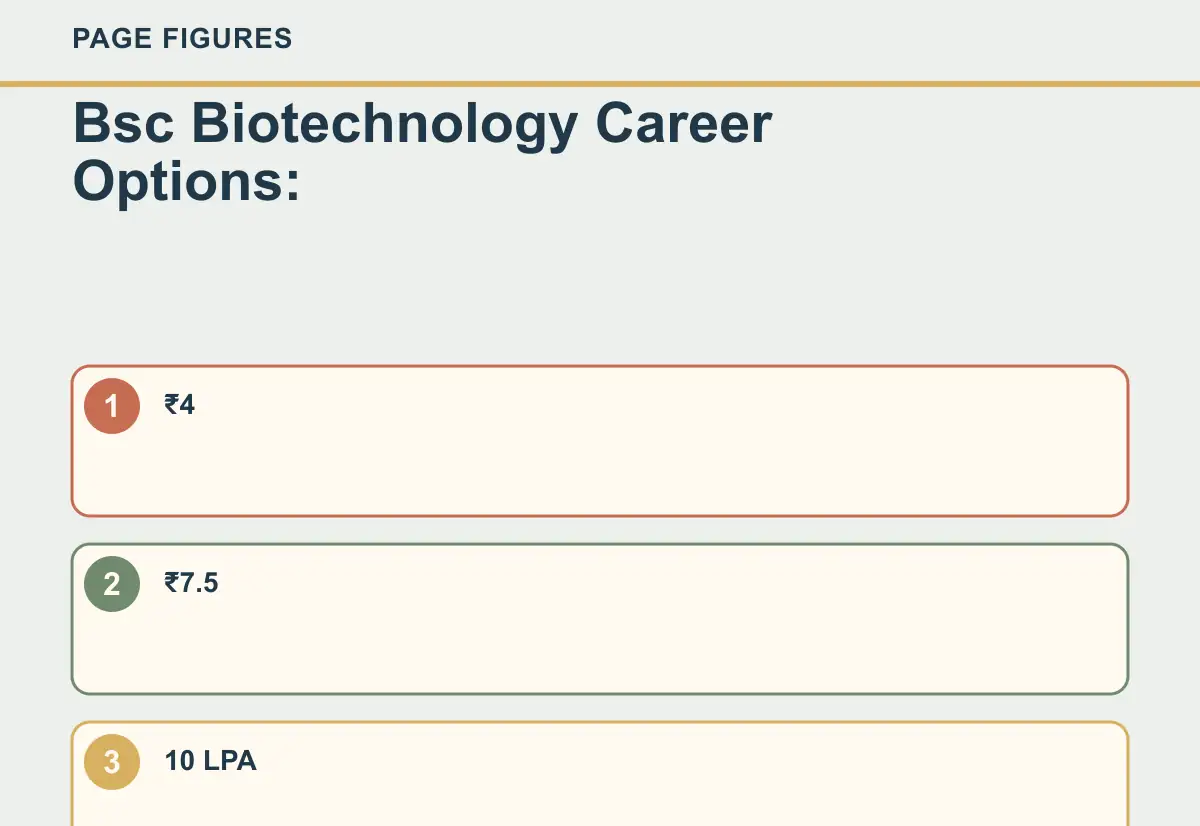 PAGE FIGURES
Bsc Biotechnology Career
Options:
1
₹4
2
₹7.5
3
10 LPA